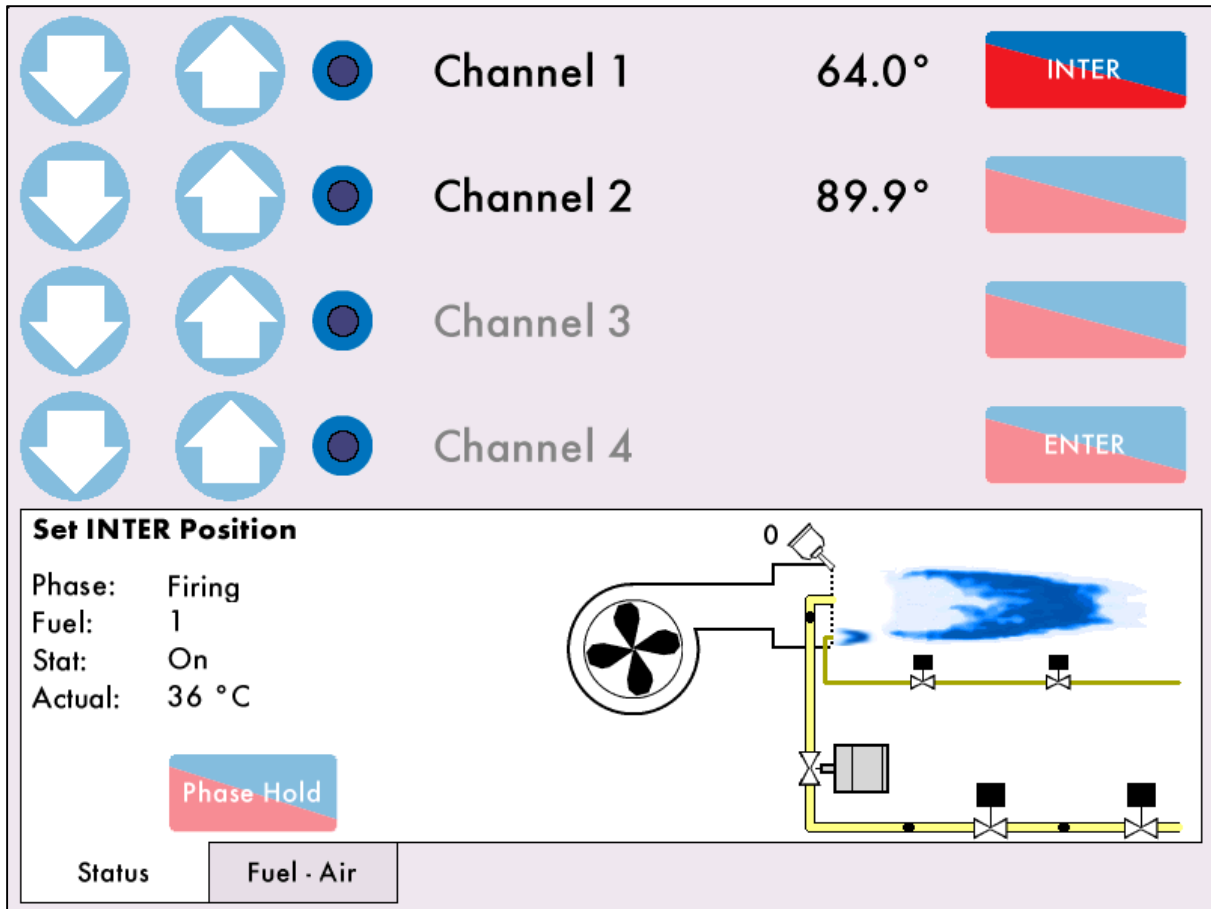 Channel 1 64.0° INTER
Channel 2 89.9°
Channel 3
Channel 4 ENTER
Set INTER Position
Phase: Firing
Fuel: 1
Stat: On
Actual: 36 °C
0
Phase Hold
Status Fuel - Air